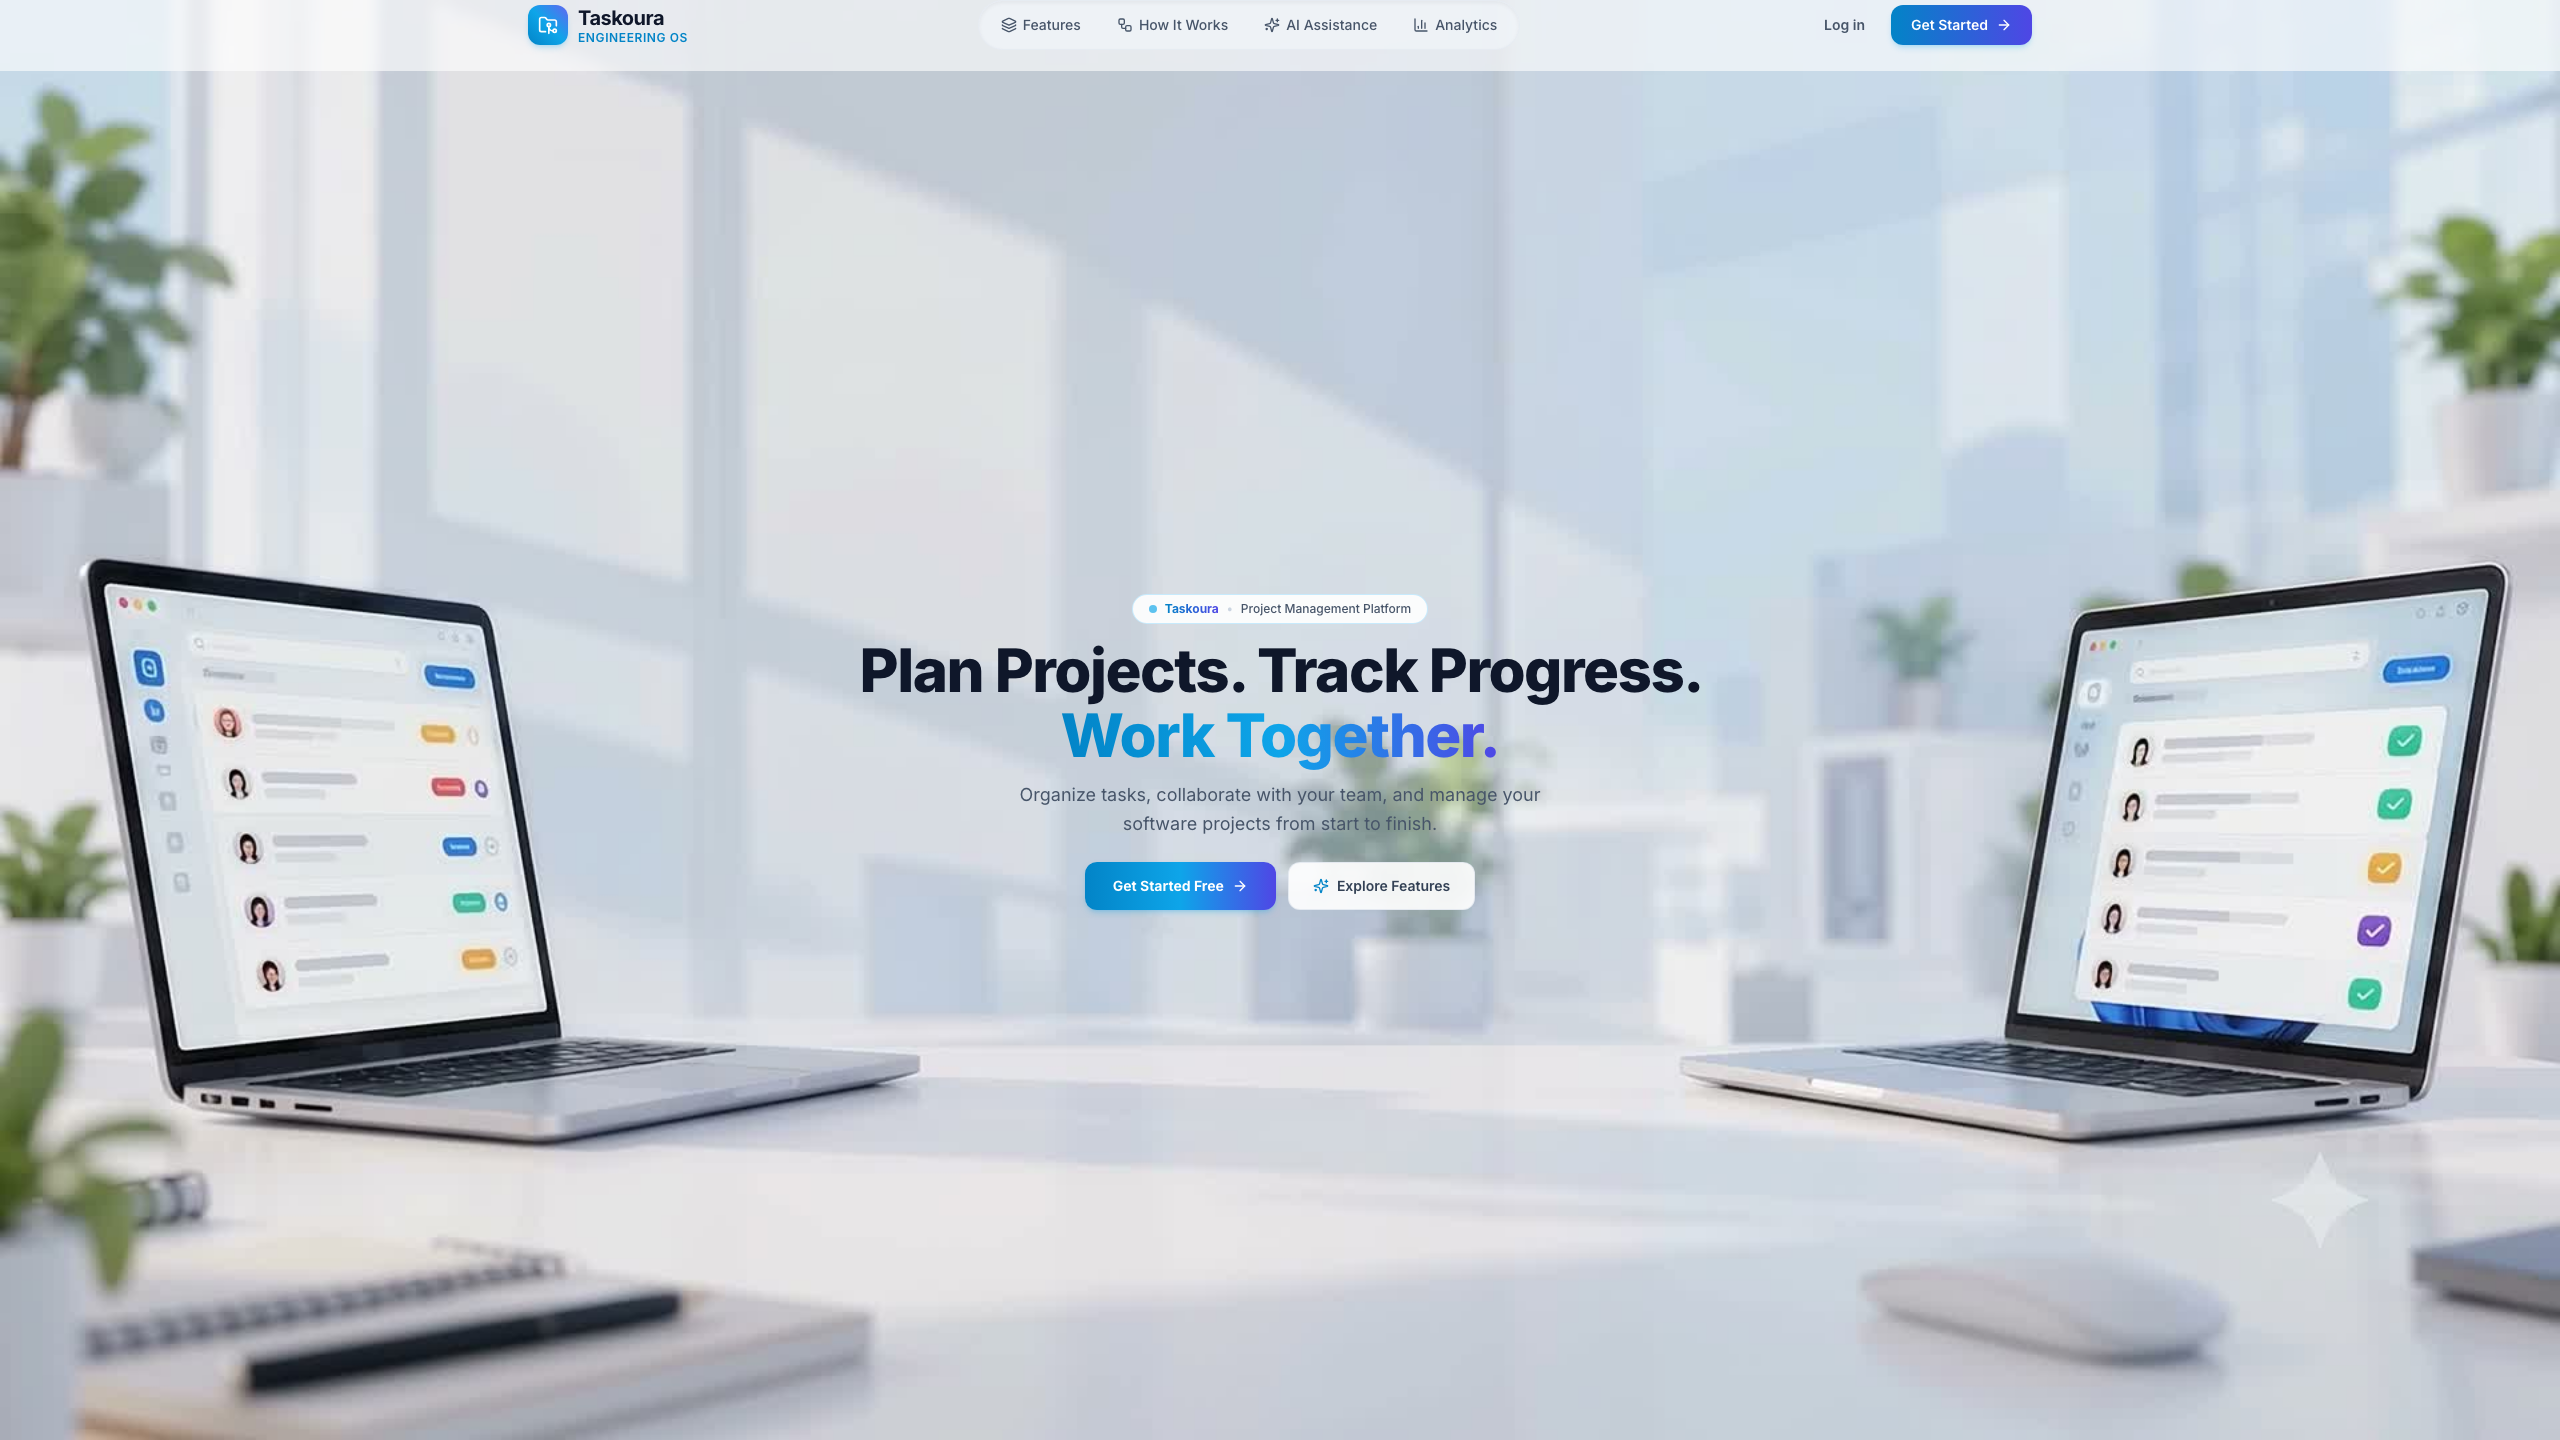 Taskoura
ENGINEERING OS
Features
How It Works
AI Assistance
Analytics
Log in
Get Started
Taskoura • Project Management Platform
Plan Projects. Track Progress.
Work Together.
Organize tasks, collaborate with your team, and manage your
software projects from start to finish.
Get Started Free
Explore Features